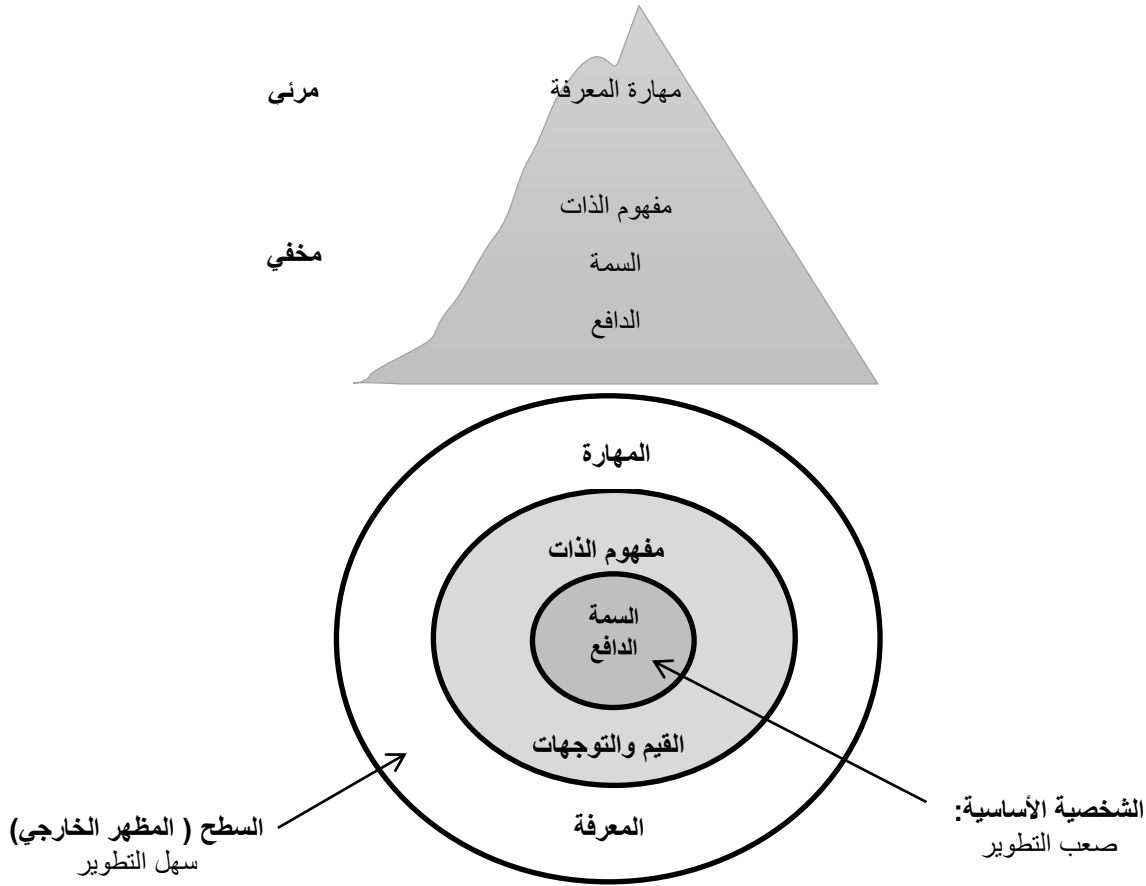 مرئي
مهارة المعرفة
مفهوم الذات
مخفي
السمة
الدافع
المهارة
مفهوم الذات
السمة
الدافع
القيم والتوجهات
المعرفة
الشخصية الأساسية:
صعب التطوير
السطح ( المظهر الخارجي)
سهل التطوير